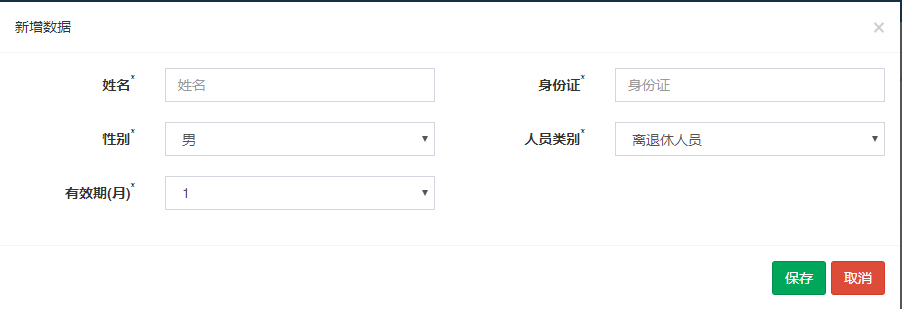 新增数据 ×
姓名* 姓名 身份证* 身份证
性别* 男 人员类别* 离退休人员
有效期(月)* 1
保存 取消